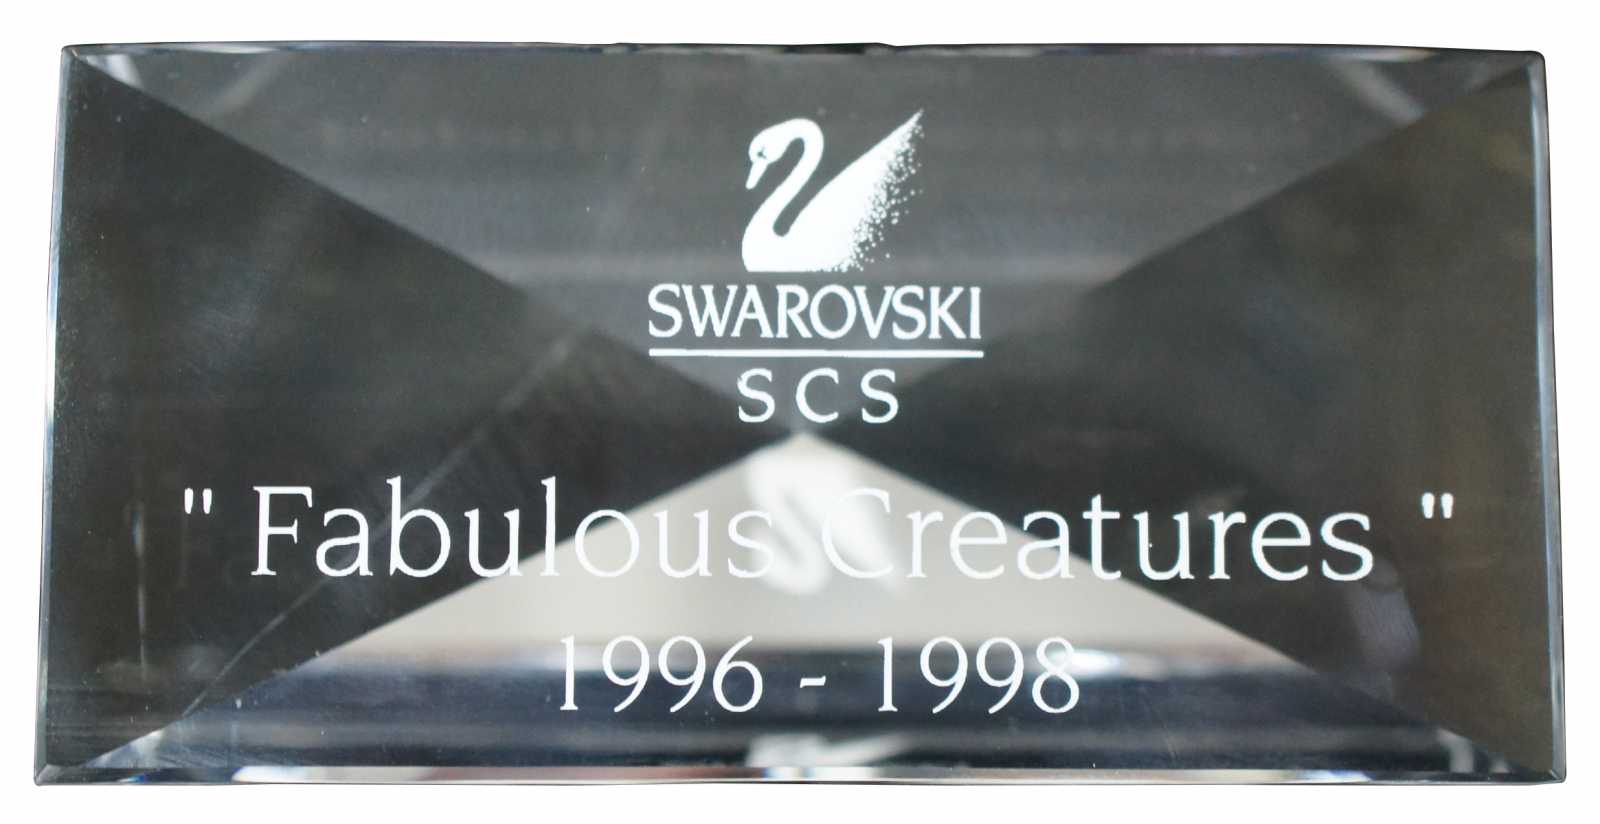 SWAROVSKI
SCS
" Fabulous Creatures "
1996 - 1998